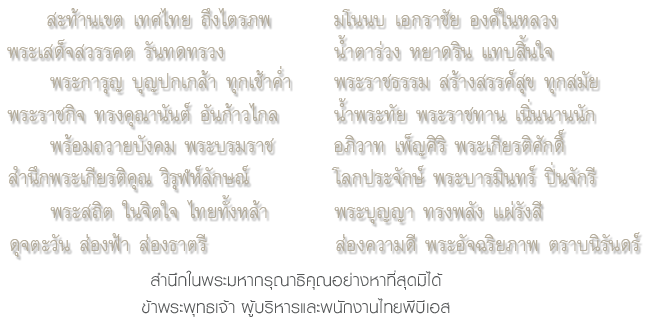 สะท้านเขต เทศไทย ถึงไตรภพ มโนนบ เอกราชัย องค์ในหลวง
พระเสด็จสวรรคต รันทดทรวง น้ำตาร่วง หยาดริน แทบสิ้นใจ
พระการุญ บุญปกเกล้า ทุกเช้าค่ำ พระราชธรรม สร้างสรรค์สุข ทุกสมัย
พระราชกิจ ทรงคุณานันต์ อันก้าวไกล น้ำพระทัย พระราชทาน เนิ่นนานนัก
พร้อมถวายบังคม พระบรมราช อภิวาท เพ็ญศิริ พระเกียรติศักดิ์
สำนึกพระเกียรติคุณ วิรุฬห์ลักษณ์ โลกประจักษ์ พระบารมินทร์ ปิ่นจักรี
พระสถิต ในจิตใจ ไทยทั้งหล้า พระบุญญา ทรงพลัง แผ่รังสี
ดุจตะวัน ส่องฟ้า ส่องธาตรี ส่องความดี พระอัจฉริยภาพ ตราบนิรันดร์
สำนึกในพระมหากรุณาธิคุณอย่างหาที่สุดมิได้
ข้าพระพุทธเจ้า ผู้บริหารและพนักงานไทยพีบีเอส